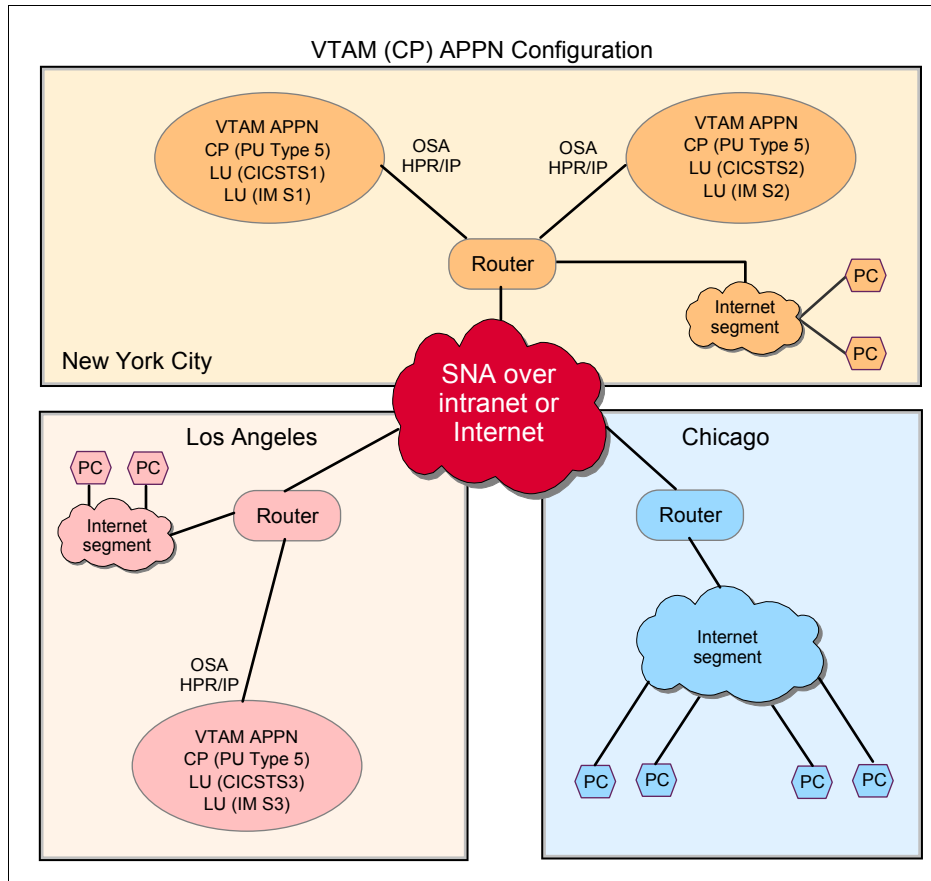 VTAM (CP) APPN Configuration
VTAM APPN
CP (PU Type 5)
LU (CICSTS1)
LU (IM S1)
OSA
HPR/IP
OSA
HPR/IP
VTAM APPN
CP (PU Type 5)
LU (CICSTS2)
LU (IM S2)
Router
PC
Internet
segment
PC
New York City
SNA over
intranet or
Internet
Los Angeles
PC
PC
Internet
segment
Router
OSA
HPR/IP
VTAM APPN
CP (PU Type 5)
LU (CICSTS3)
LU (IM S3)
Chicago
Router
Internet
segment
PC
PC
PC
PC